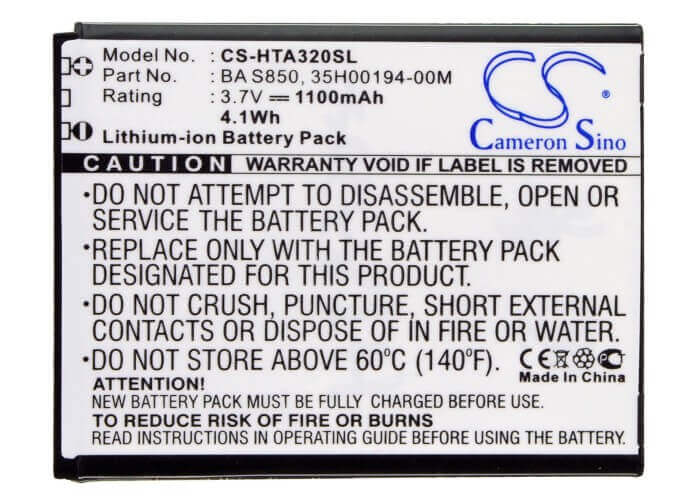 Model No.: CS-HTA320SL
Part No.: BA S850, 35H00194-00M
Rating: 3.7V ⎓ 1100mAh
4.1Wh
Lithium-ion Battery Pack
CS
Cameron Sino
CAUTION WARRANTY VOID IF LABEL IS REMOVED
•DO NOT ATTEMPT TO DISASSEMBLE, OPEN OR
SERVICE THE BATTERY PACK.
•REPLACE ONLY WITH THE BATTERY PACK
DESIGNATED FOR THIS PRODUCT.
•DO NOT CRUSH, PUNCTURE, SHORT EXTERNAL
CONTACTS OR DISPOSE OF IN FIRE OR WATER.
•DO NOT STORE ABOVE 60°C (140°F).
CE PC
Made In China
ATTENTION:
NEW BATTERY PACK MUST BE FULLY CHARGED BEFORE USE
TO REDUCE RISK OF FIRE OR INJURY.
READ INSTRUCTIONS BEFORE USING THE BATTERY.